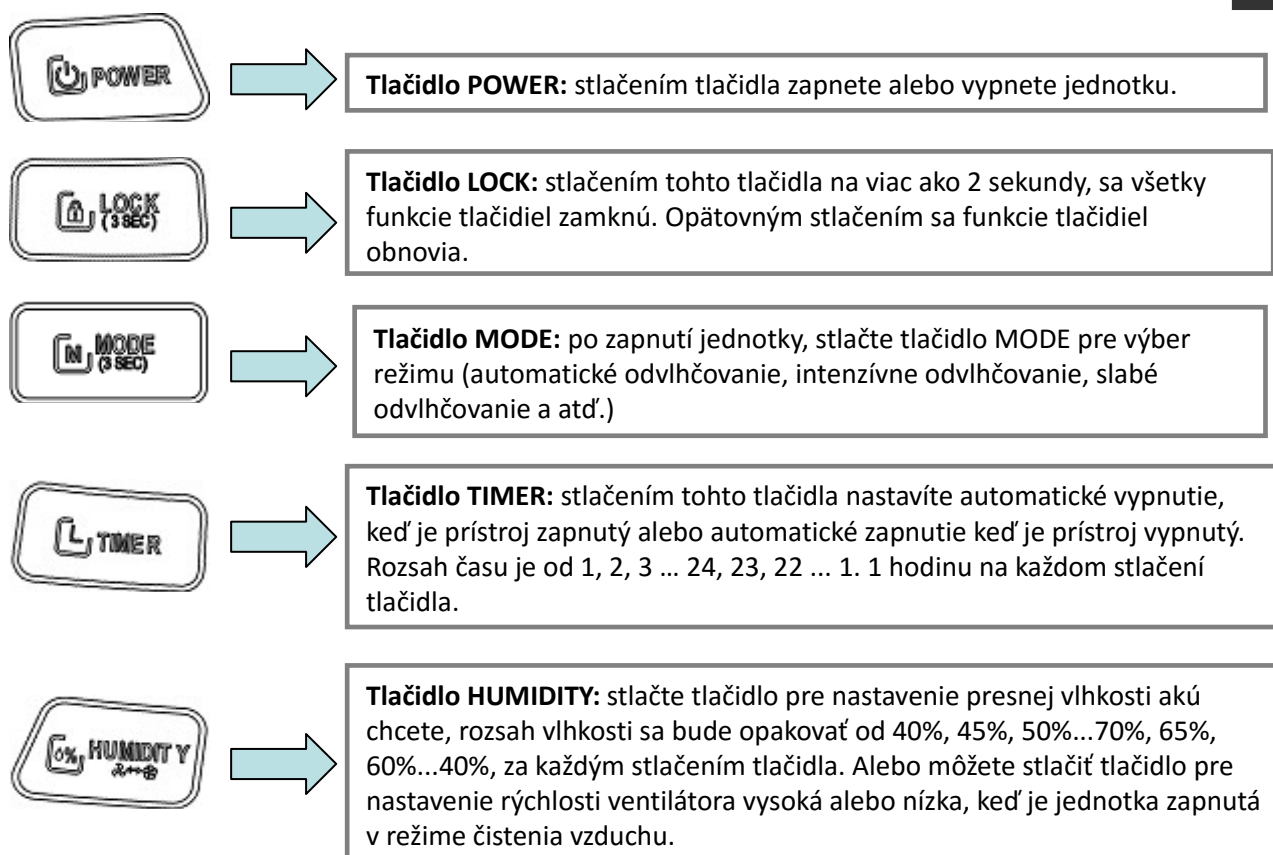 POWER
Tlačidlo POWER: stlačením tlačidla zapnete alebo vypnete jednotku.
LOCK
(3 SEC)
Tlačidlo LOCK: stlačením tohto tlačidla na viac ako 2 sekundy, sa všetky
funkcie tlačidiel zamknú. Opätovným stlačením sa funkcie tlačidiel
obnovia.
MODE
(3 SEC)
Tlačidlo MODE: po zapnutí jednotky, stlačte tlačidlo MODE pre výber
režimu (automatické odvlhčovanie, intenzívne odvlhčovanie, slabé
odvlhčovanie a atď.)
TIMER
Tlačidlo TIMER: stlačením tohto tlačidla nastavíte automatické vypnutie,
keď je prístroj zapnutý alebo automatické zapnutie keď je prístroj vypnutý.
Rozsah času je od 1, 2, 3 … 24, 23, 22 ... 1. 1 hodinu na každom stlačení
tlačidla.
HUMIDITY
Tlačidlo HUMIDITY: stlačte tlačidlo pre nastavenie presnej vlhkosti akú
chcete, rozsah vlhkosti sa bude opakovať od 40%, 45%, 50%...70%, 65%,
60%...40%, za každým stlačením tlačidla. Alebo môžete stlačiť tlačidlo pre
nastavenie rýchlosti ventilátora vysoká alebo nízka, keď je jednotka zapnutá
v režime čistenia vzduchu.